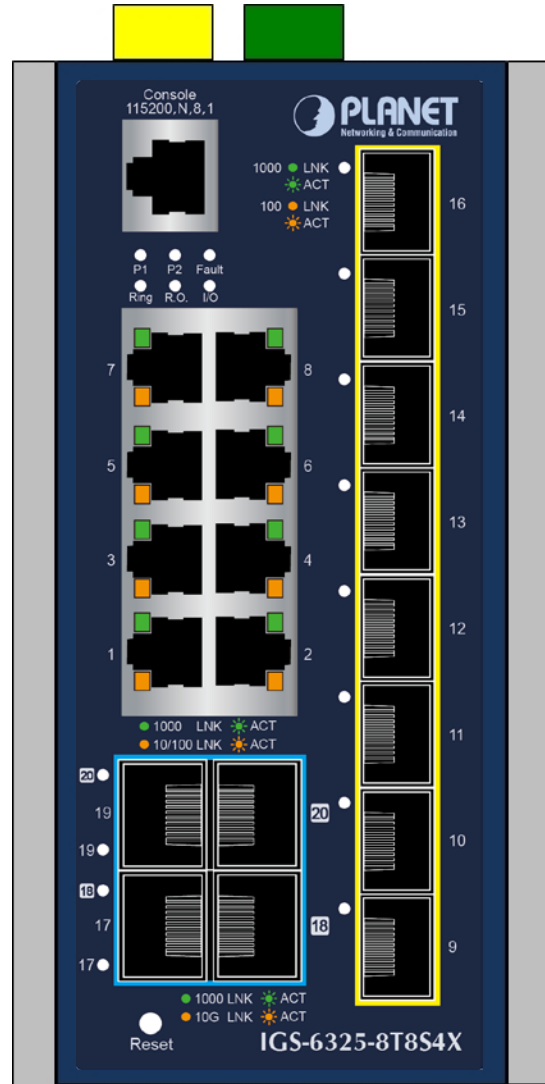 Console
115200,N,8,1
PLANET
Networking & Communication
1000 LNK
ACT
100 LNK
ACT
16
15
14
13
12
11
10
9
P1 P2 Fault
Ring R.O. I/O
7 8
5 6
3 4
1 2
1000 LNK ACT
10/100 LNK ACT
20
19 20
19
18
17 18
17
1000 LNK ACT
10G LNK ACT
Reset
IGS-6325-8T8S4X